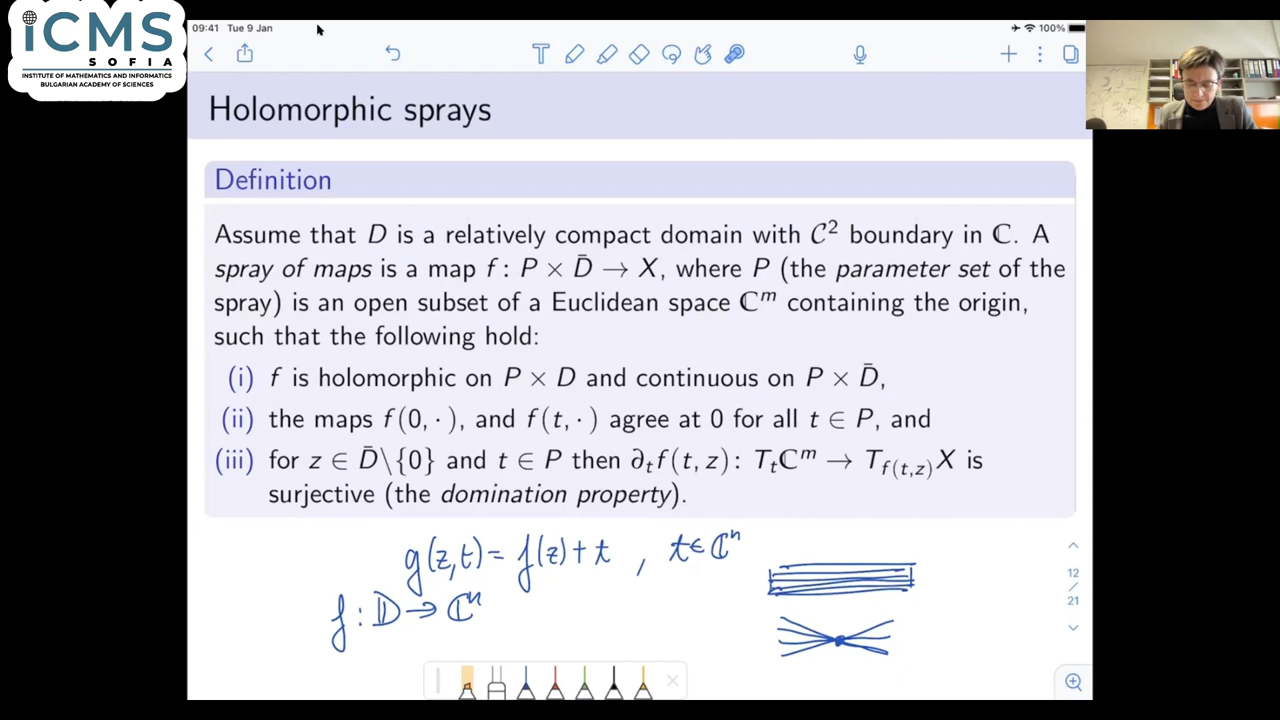 iCMS
SOFIA
INSTITUTE OF MATHEMATICS AND INFORMATICS
BULGARIAN ACADEMY OF SCIENCES
09:41 Tue 9 Jan
100%
Holomorphic sprays
Definition
Assume that D is a relatively compact domain with 𝒞² boundary in ℂ. A
spray of maps is a map f : P × D̄ → X, where P (the parameter set of the
spray) is an open subset of a Euclidean space ℂᵐ containing the origin,
such that the following hold:
(i) f is holomorphic on P × D and continuous on P × D̄,
(ii) the maps f(0, ·), and f(t, ·) agree at 0 for all t ∈ P, and
(iii) for z ∈ D̄\{0} and t ∈ P then ∂ₜf(t, z) : Tₜℂᵐ → T_{f(t,z)}X is
surjective (the domination property).
g(z,t) = f(z) + t , t ∈ ℂⁿ
f : 𝔻 → ℂⁿ
12
/
21